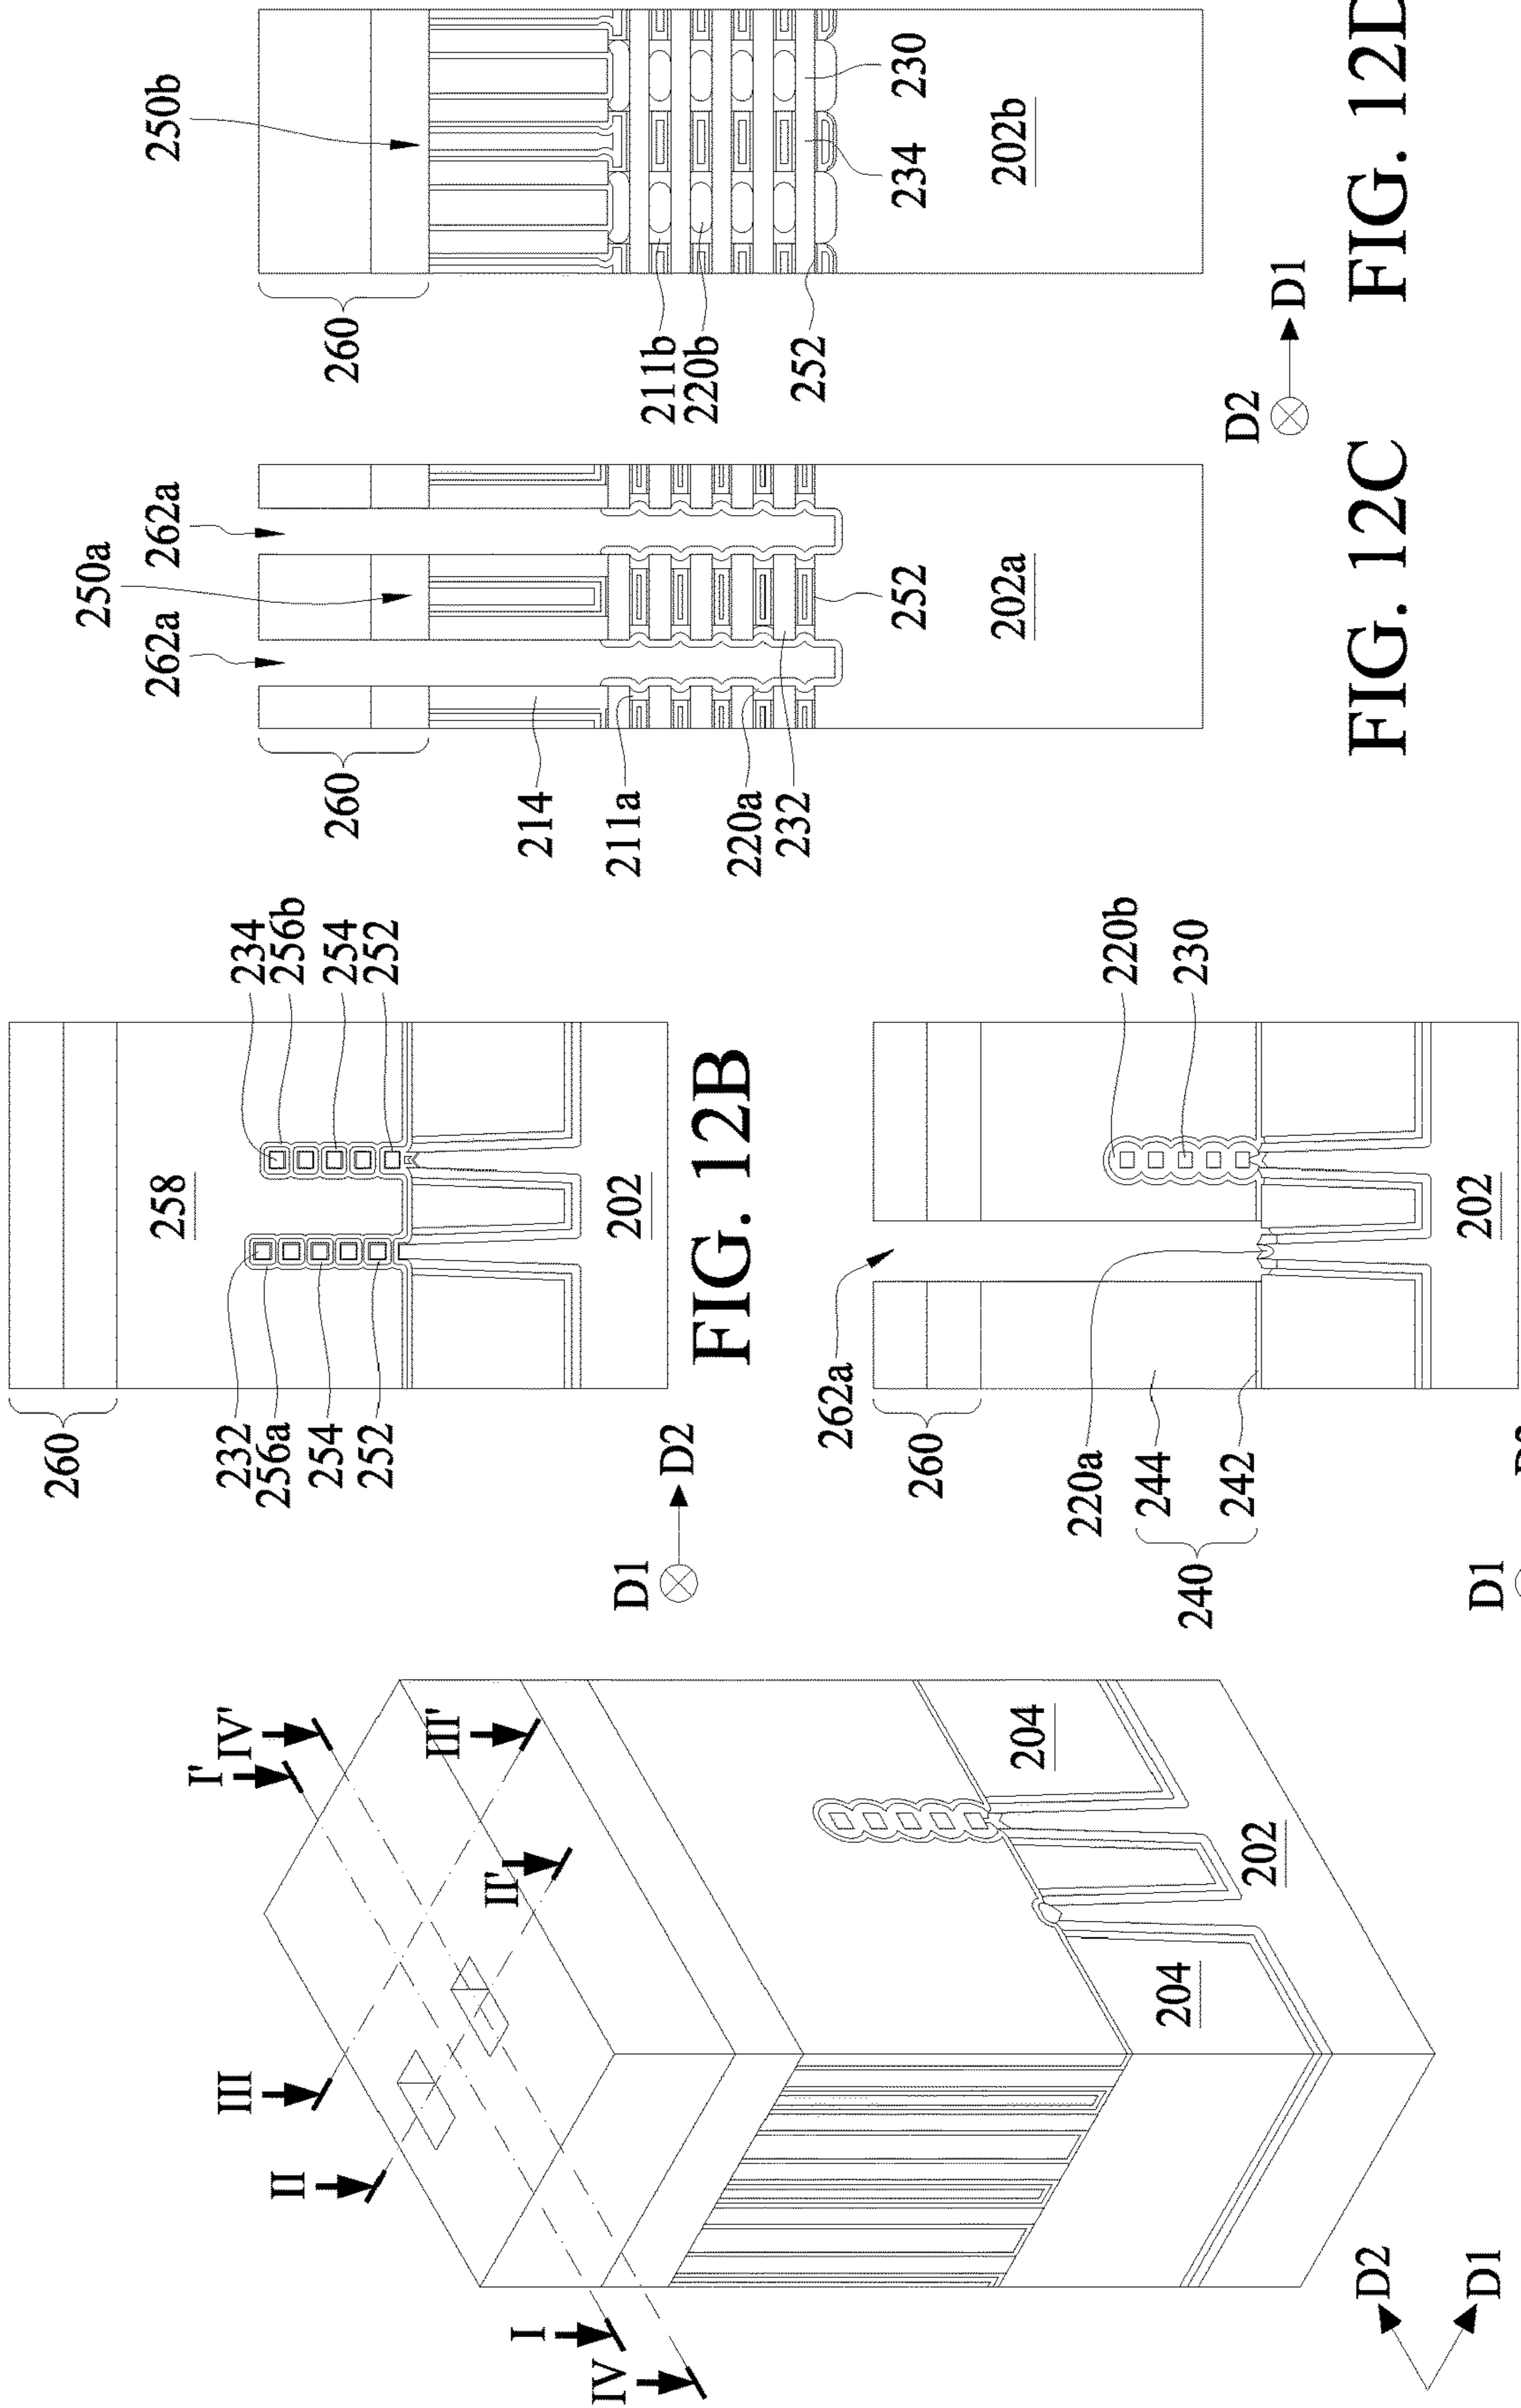 I'
IV'
III
III'
II
II'
I
IV
204
204
202
D2
D1
260
258
232
256a
254
252
234
256b
254
252
202
D1
D2
FIG. 12B
262a
260
220a
244
242
240
220b
230
202
D1
262a
250a
262a
260
214
211a
220a
232
252
202a
FIG. 12C
250b
260
211b
220b
252
234
230
202b
D2
D1
FIG. 12D